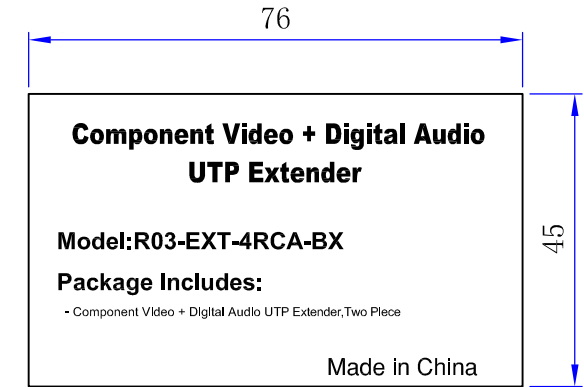 76
Component Video + Digital Audio
UTP Extender
45
Model:R03-EXT-4RCA-BX
Package Includes:
- Component Video + Digital Audio UTP Extender,Two Piece
Made in China